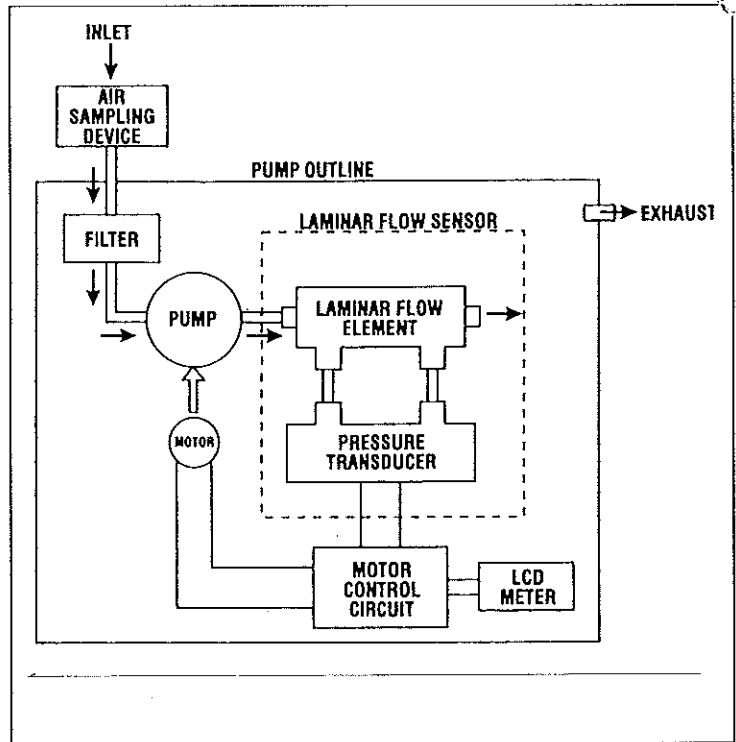 INLET
AIR
SAMPLING
DEVICE
PUMP OUTLINE
EXHAUST
LAMINAR FLOW SENSOR
FILTER
PUMP
LAMINAR FLOW
ELEMENT
MOTOR
PRESSURE
TRANSDUCER
MOTOR
CONTROL
CIRCUIT
LCD
METER